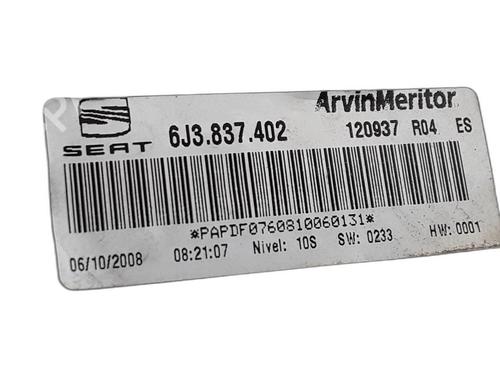 ArvinMeritor
SEAT 6J3.837.402 120937 R04 ES
*PAPDF0760810060131*
06/10/2008 08:21:07 Nivel: 10S SW: 0233 HW: 0001